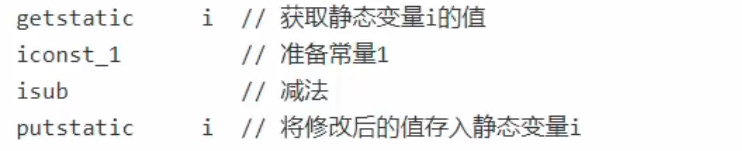 getstatic i // 获取静态变量i的值
iconst_1 // 准备常量1
isub // 减法
putstatic i // 将修改后的值存入静态变量i